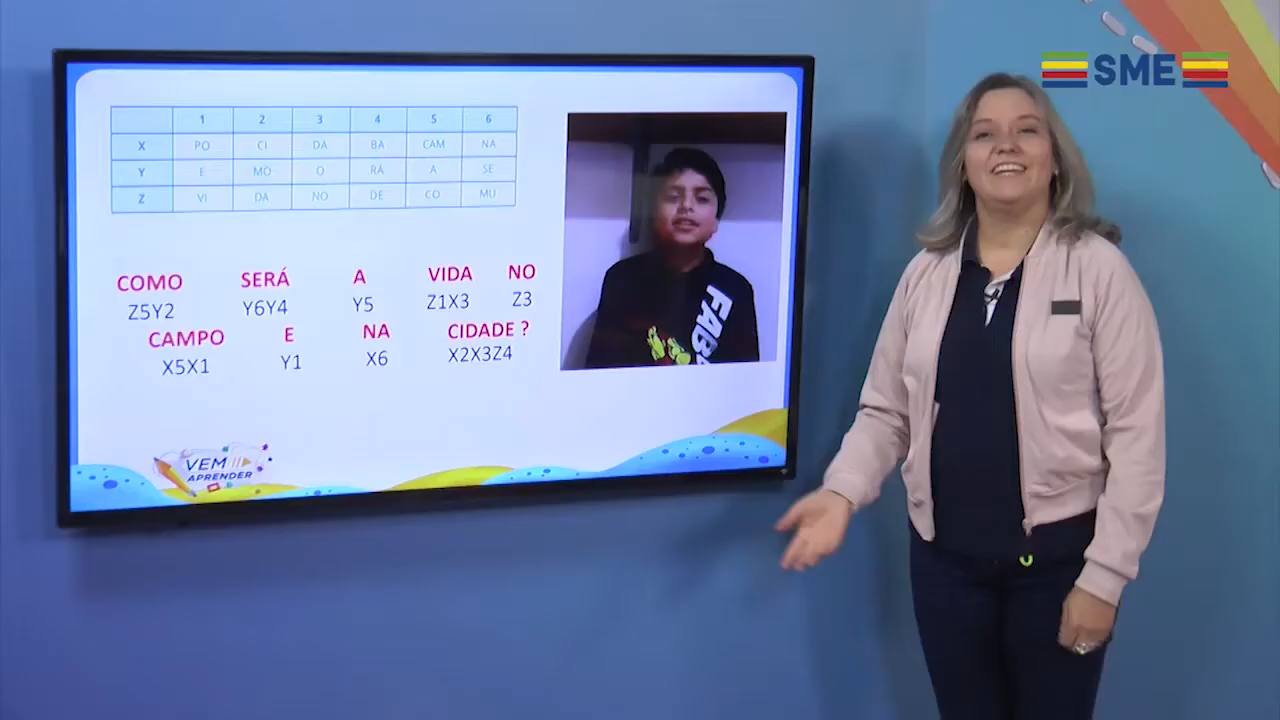 SME
1 2 3 4 5 6
X PO CI DA BA CAM NA
Y E MO O RÁ A SE
Z VI DA NO DE CO MU
COMO SERÁ A VIDA NO
Z5Y2 Y6Y4 Y5 Z1X3 Z3
CAMPO E NA CIDADE ?
X5X1 Y1 X6 X2X3Z4
FAB
VEM
APRENDER